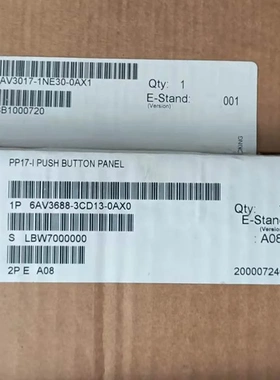 AV3017-1NE30-0AX1
Qty: 1
E-Stand: 001
(Version)
B1000720
PP17-I PUSH BUTTON PANEL
1P 6AV3688-3CD13-0AX0
Qty.
E-Stand
(Version)
: A08
S LBW7000000
2P E A08
20000724